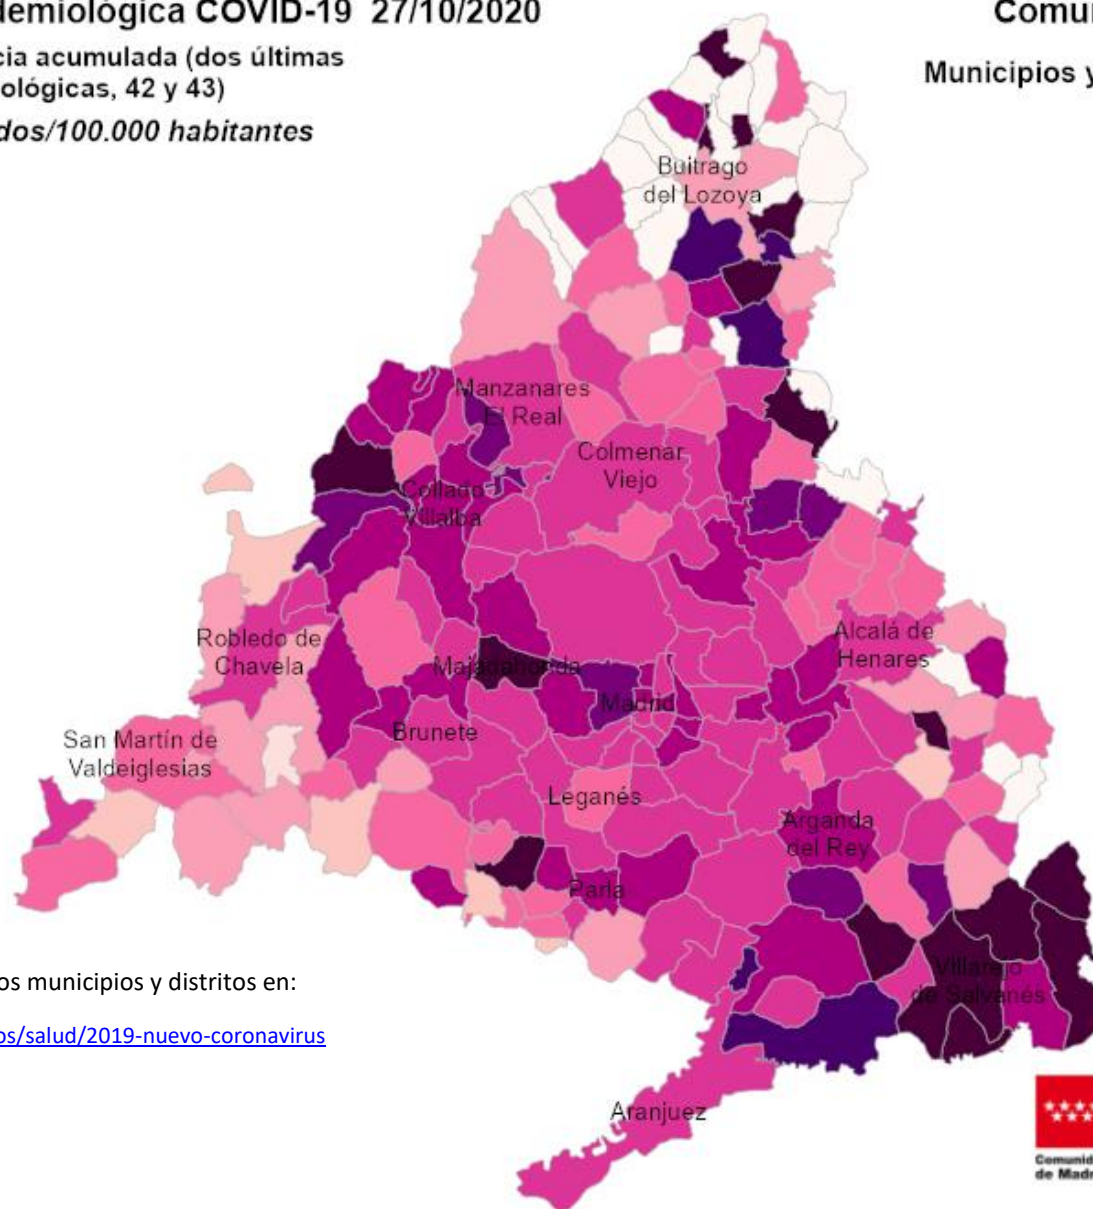 demiológica COVID-19 27/10/2020
Comun
cia acumulada (dos últimas
ológicas, 42 y 43)
Municipios y
dos/100.000 habitantes
Buitrago
del Lozoya
Manzanares
El Real
Colmenar
Viejo
Collado
Villalba
Robledo de
Chavela
Alcalá de
Henares
Majadahonda
Madrid
Brunete
San Martín de
Valdeiglesias
Leganés
Arganda
del Rey
Parla
Villarejo
de Salvanés
os municipios y distritos en:
os/salud/2019-nuevo-coronavirus
Aranjuez
Comunid
de Madr